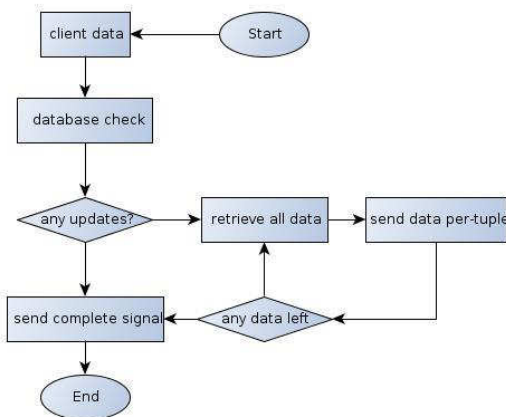 client data
Start
database check
any updates?
retrieve all data
send data per-tuple
send complete signal
any data left
End